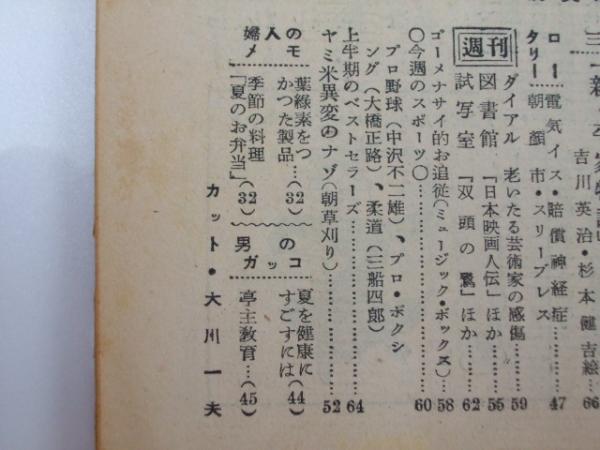 三
吉川英治・杉本健吉絵…66
ロータリー
電気イス・賠償神経症…………47
朝顔市・スリープレス
ダイアル 老いたる芸術家の感傷…59
週刊
図書館 「日本映画人伝」ほか…55
試写室 「双頭の鷲」ほか……62
ゴーメナサイ的お追従(ミュージック・ボックス)…58
○今週のスポーツ○……………60
プロ野球(中沢不二雄)、プロ・ボクシ
ング(大橋正路)、柔道(三船四郎)
上半期のベストセラーズ…………64
ヤミ米異変のナゾ(朝草刈り)………52
婦人のメモ
葉緑素をつ
かつた製品…(32)
季節の料理
「夏のお弁当」(32)
男のガッコ
夏を健康に
すごすには(44)
亭主教育…(45)
カット・大川一夫